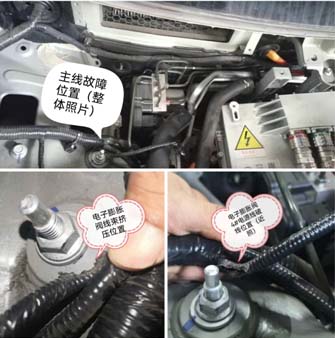 主线故障
位置（整
体照片）
电子膨胀
阀线束挤
压位置
电子膨胀阀
4#电源线破
线位置（近
照）